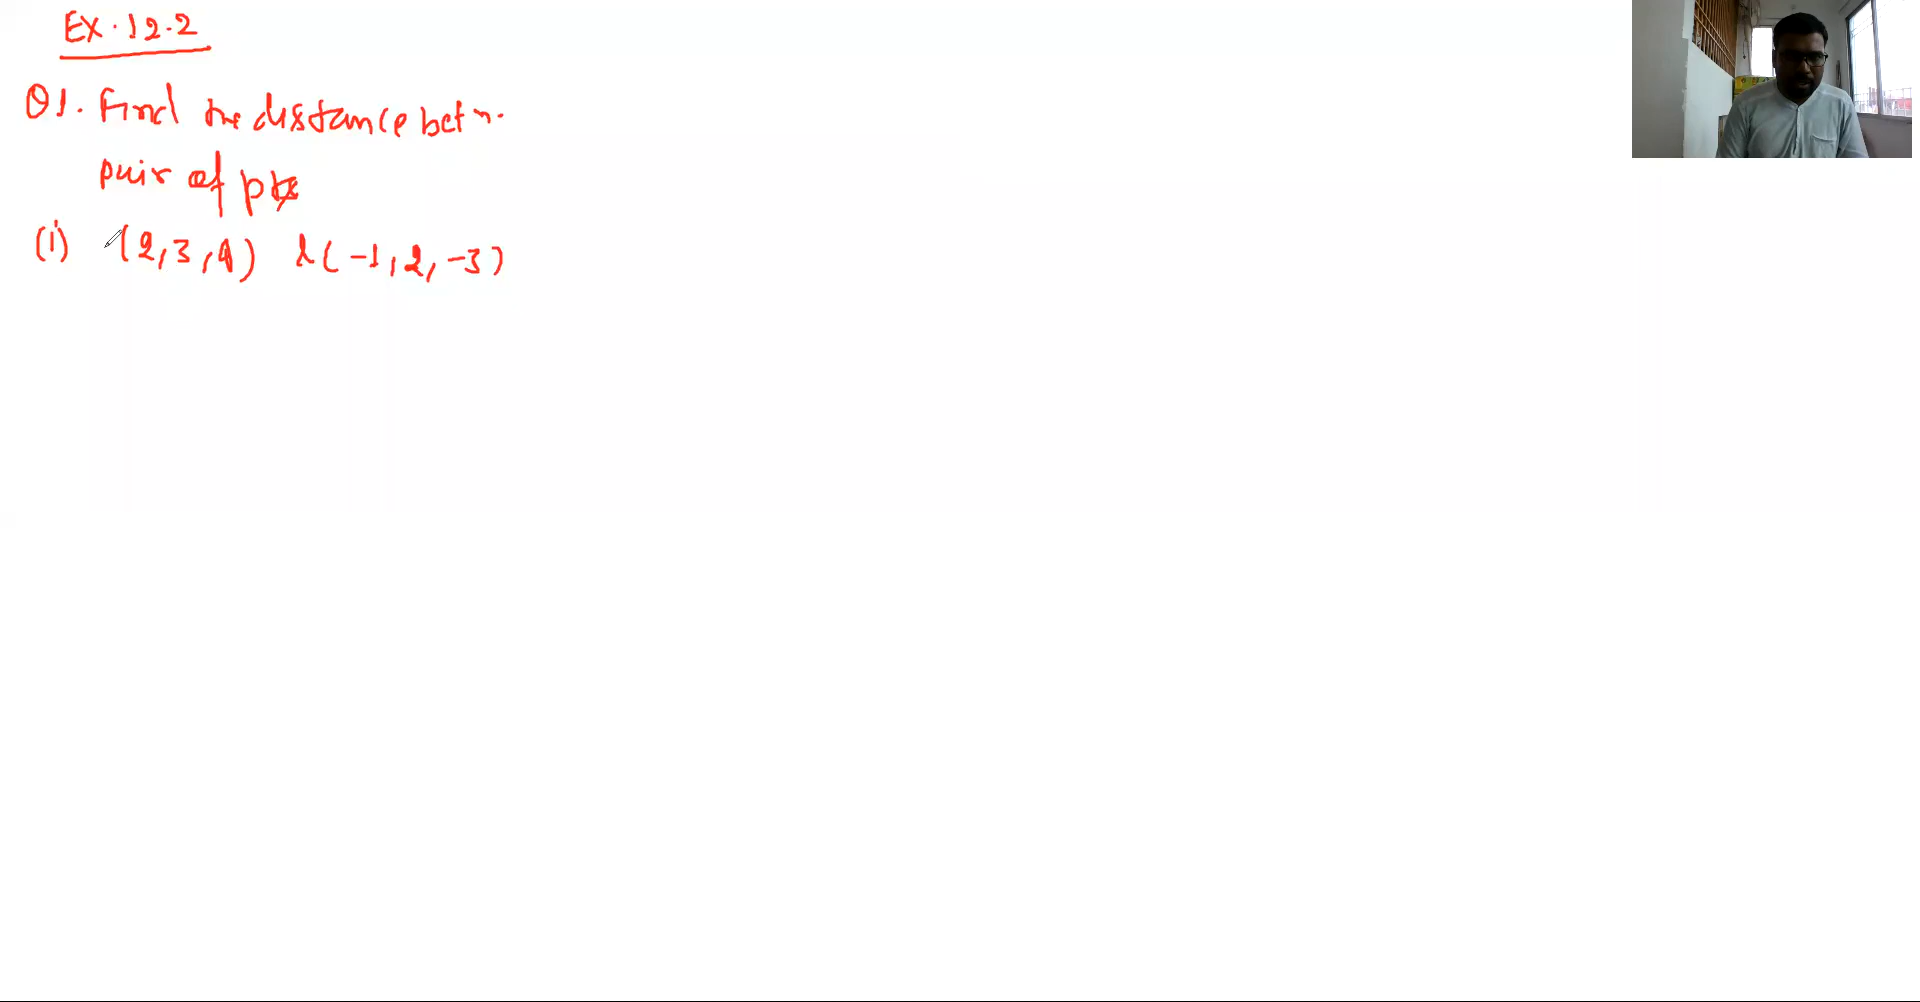 Ex. 12.2
Q1. Find the distance betn.
pair of pts
(i) (2, 3, 4) & (-1, 2, -3)